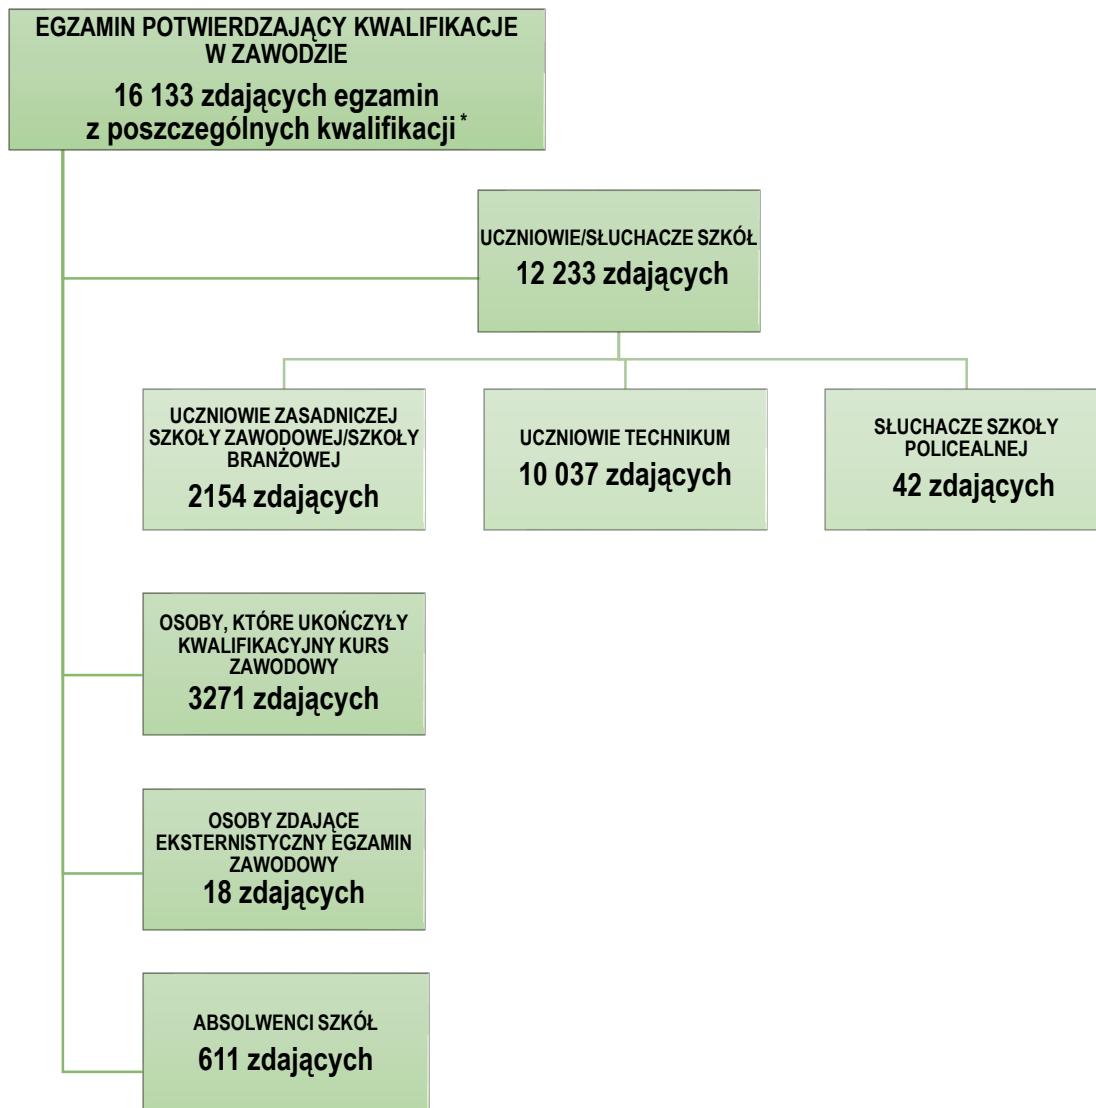 EGZAMIN POTWIERDZAJĄCY KWALIFIKACJE
W ZAWODZIE
16 133 zdających egzamin
z poszczególnych kwalifikacji *
UCZNIOWIE/SŁUCHACZE SZKÓŁ
12 233 zdających
UCZNIOWIE ZASADNICZEJ
SZKOŁY ZAWODOWEJ/SZKOŁY
BRANŻOWEJ
2154 zdających
UCZNIOWIE TECHNIKUM
10 037 zdających
SŁUCHACZE SZKOŁY
POLICEALNEJ
42 zdających
OSOBY, KTÓRE UKOŃCZYŁY
KWALIFIKACYJNY KURS
ZAWODOWY
3271 zdających
OSOBY ZDAJĄCE
EKSTERNISTYCZNY EGZAMIN
ZAWODOWY
18 zdających
ABSOLWENCI SZKÓŁ
611 zdających